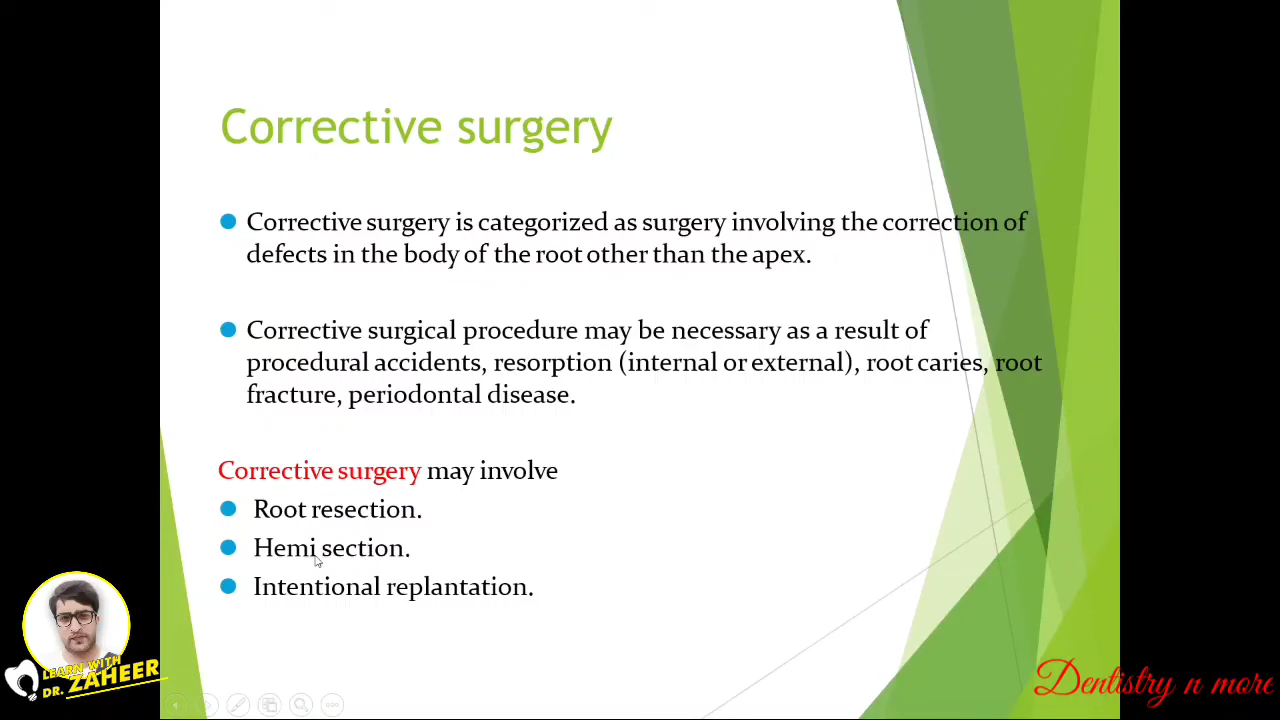 Corrective surgery
Corrective surgery is categorized as surgery involving the correction of
defects in the body of the root other than the apex.
Corrective surgical procedure may be necessary as a result of
procedural accidents, resorption (internal or external), root caries, root
fracture, periodontal disease.
Corrective surgery may involve
Root resection.
Hemi section.
Intentional replantation.
LEARN WITH
DR. ZAHEER
Dentistry n more